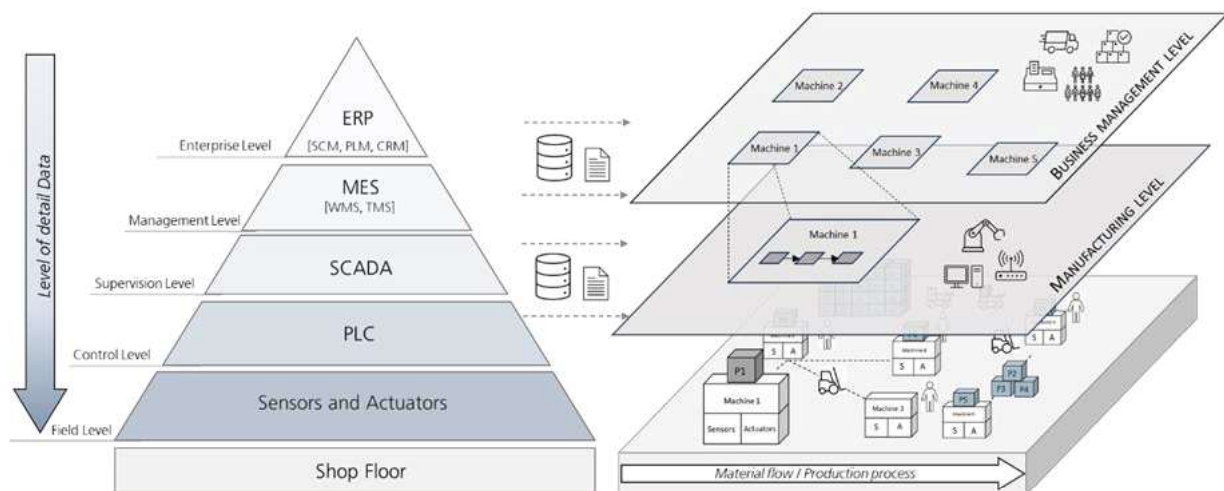 Level of detail Data
ERP
[SCM, PLM, CRM]
Enterprise Level
MES
[WMS, TMS]
Management Level
SCADA
Supervision Level
PLC
Control Level
Sensors and Actuators
Field Level
Shop Floor
BUSINESS MANAGEMENT LEVEL
Machine 2
Machine 4
Machine 1
Machine 3
Machine 5
MANUFACTURING LEVEL
Machine 1
S A
S A
S A
P1
Machine 1
Sensors Actuators
Machine 3
S A
P5
S A
P2
P3 P4
Material flow / Production process